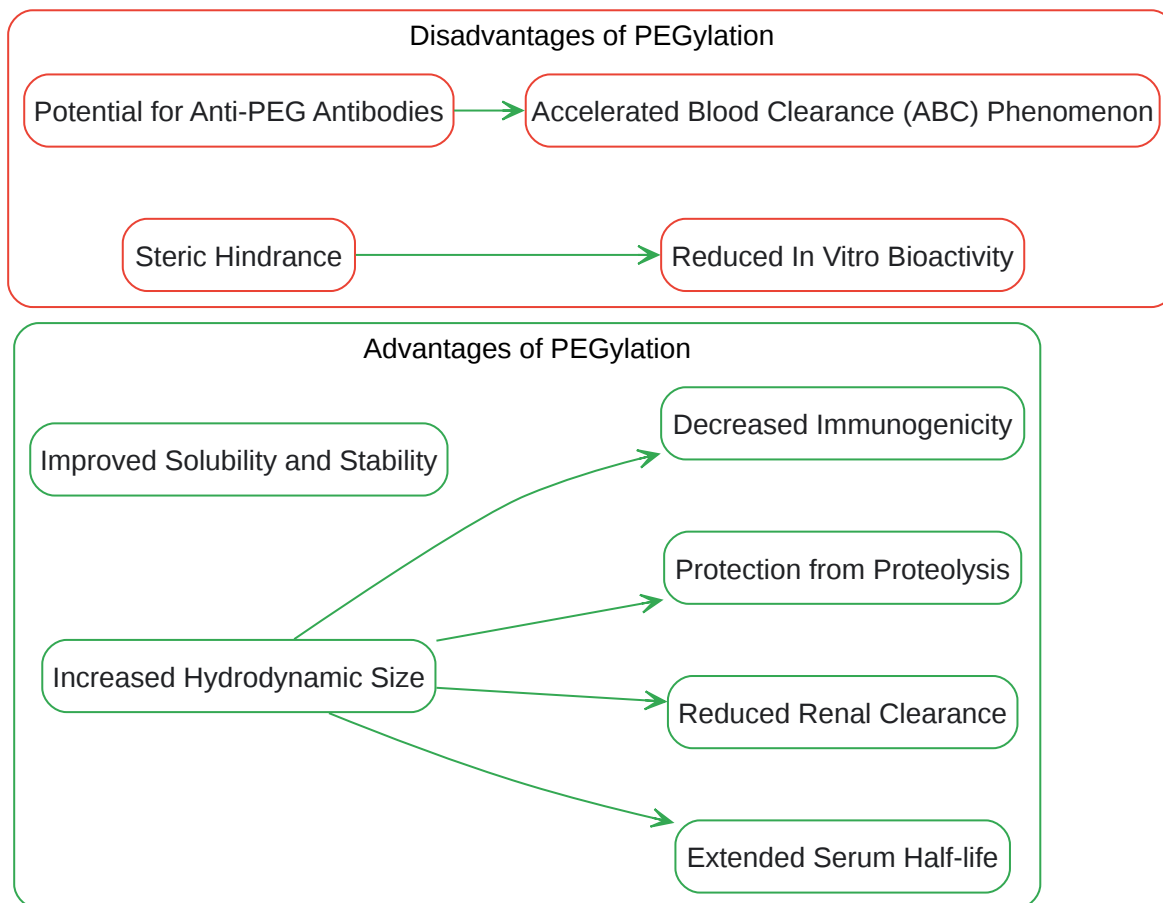 Disadvantages of PEGylation
Potential for Anti-PEG Antibodies
Accelerated Blood Clearance (ABC) Phenomenon
Steric Hindrance
Reduced In Vitro Bioactivity
Advantages of PEGylation
Decreased Immunogenicity
Improved Solubility and Stability
Protection from Proteolysis
Increased Hydrodynamic Size
Reduced Renal Clearance
Extended Serum Half-life